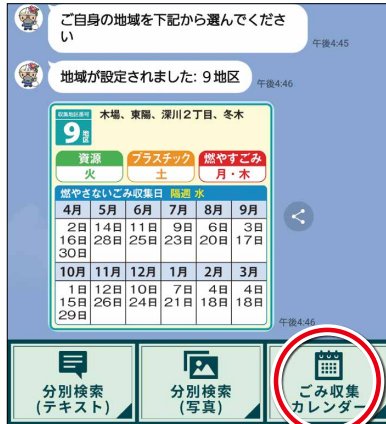 ご自身の地域を下記から選んでくださ
い
午後4:45
地域が設定されました: 9地区
午後4:46
収集地区番号
9地区
木場、東陽、深川2丁目、冬木
資源 プラスチック 燃やすごみ
火 土 月・木
燃やさないごみ収集日 隔週 水
4月 5月 6月 7月 8月 9月
2日 14日 11日 9日 6日 3日
16日 28日 25日 23日 20日 17日
30日
10月 11月 12月 1月 2月 3月
1日 12日 10日 7日 4日 4日
15日 26日 24日 21日 18日 18日
29日
午後4:46
分別検索
(テキスト)
分別検索
(写真)
ごみ収集
カレンダー